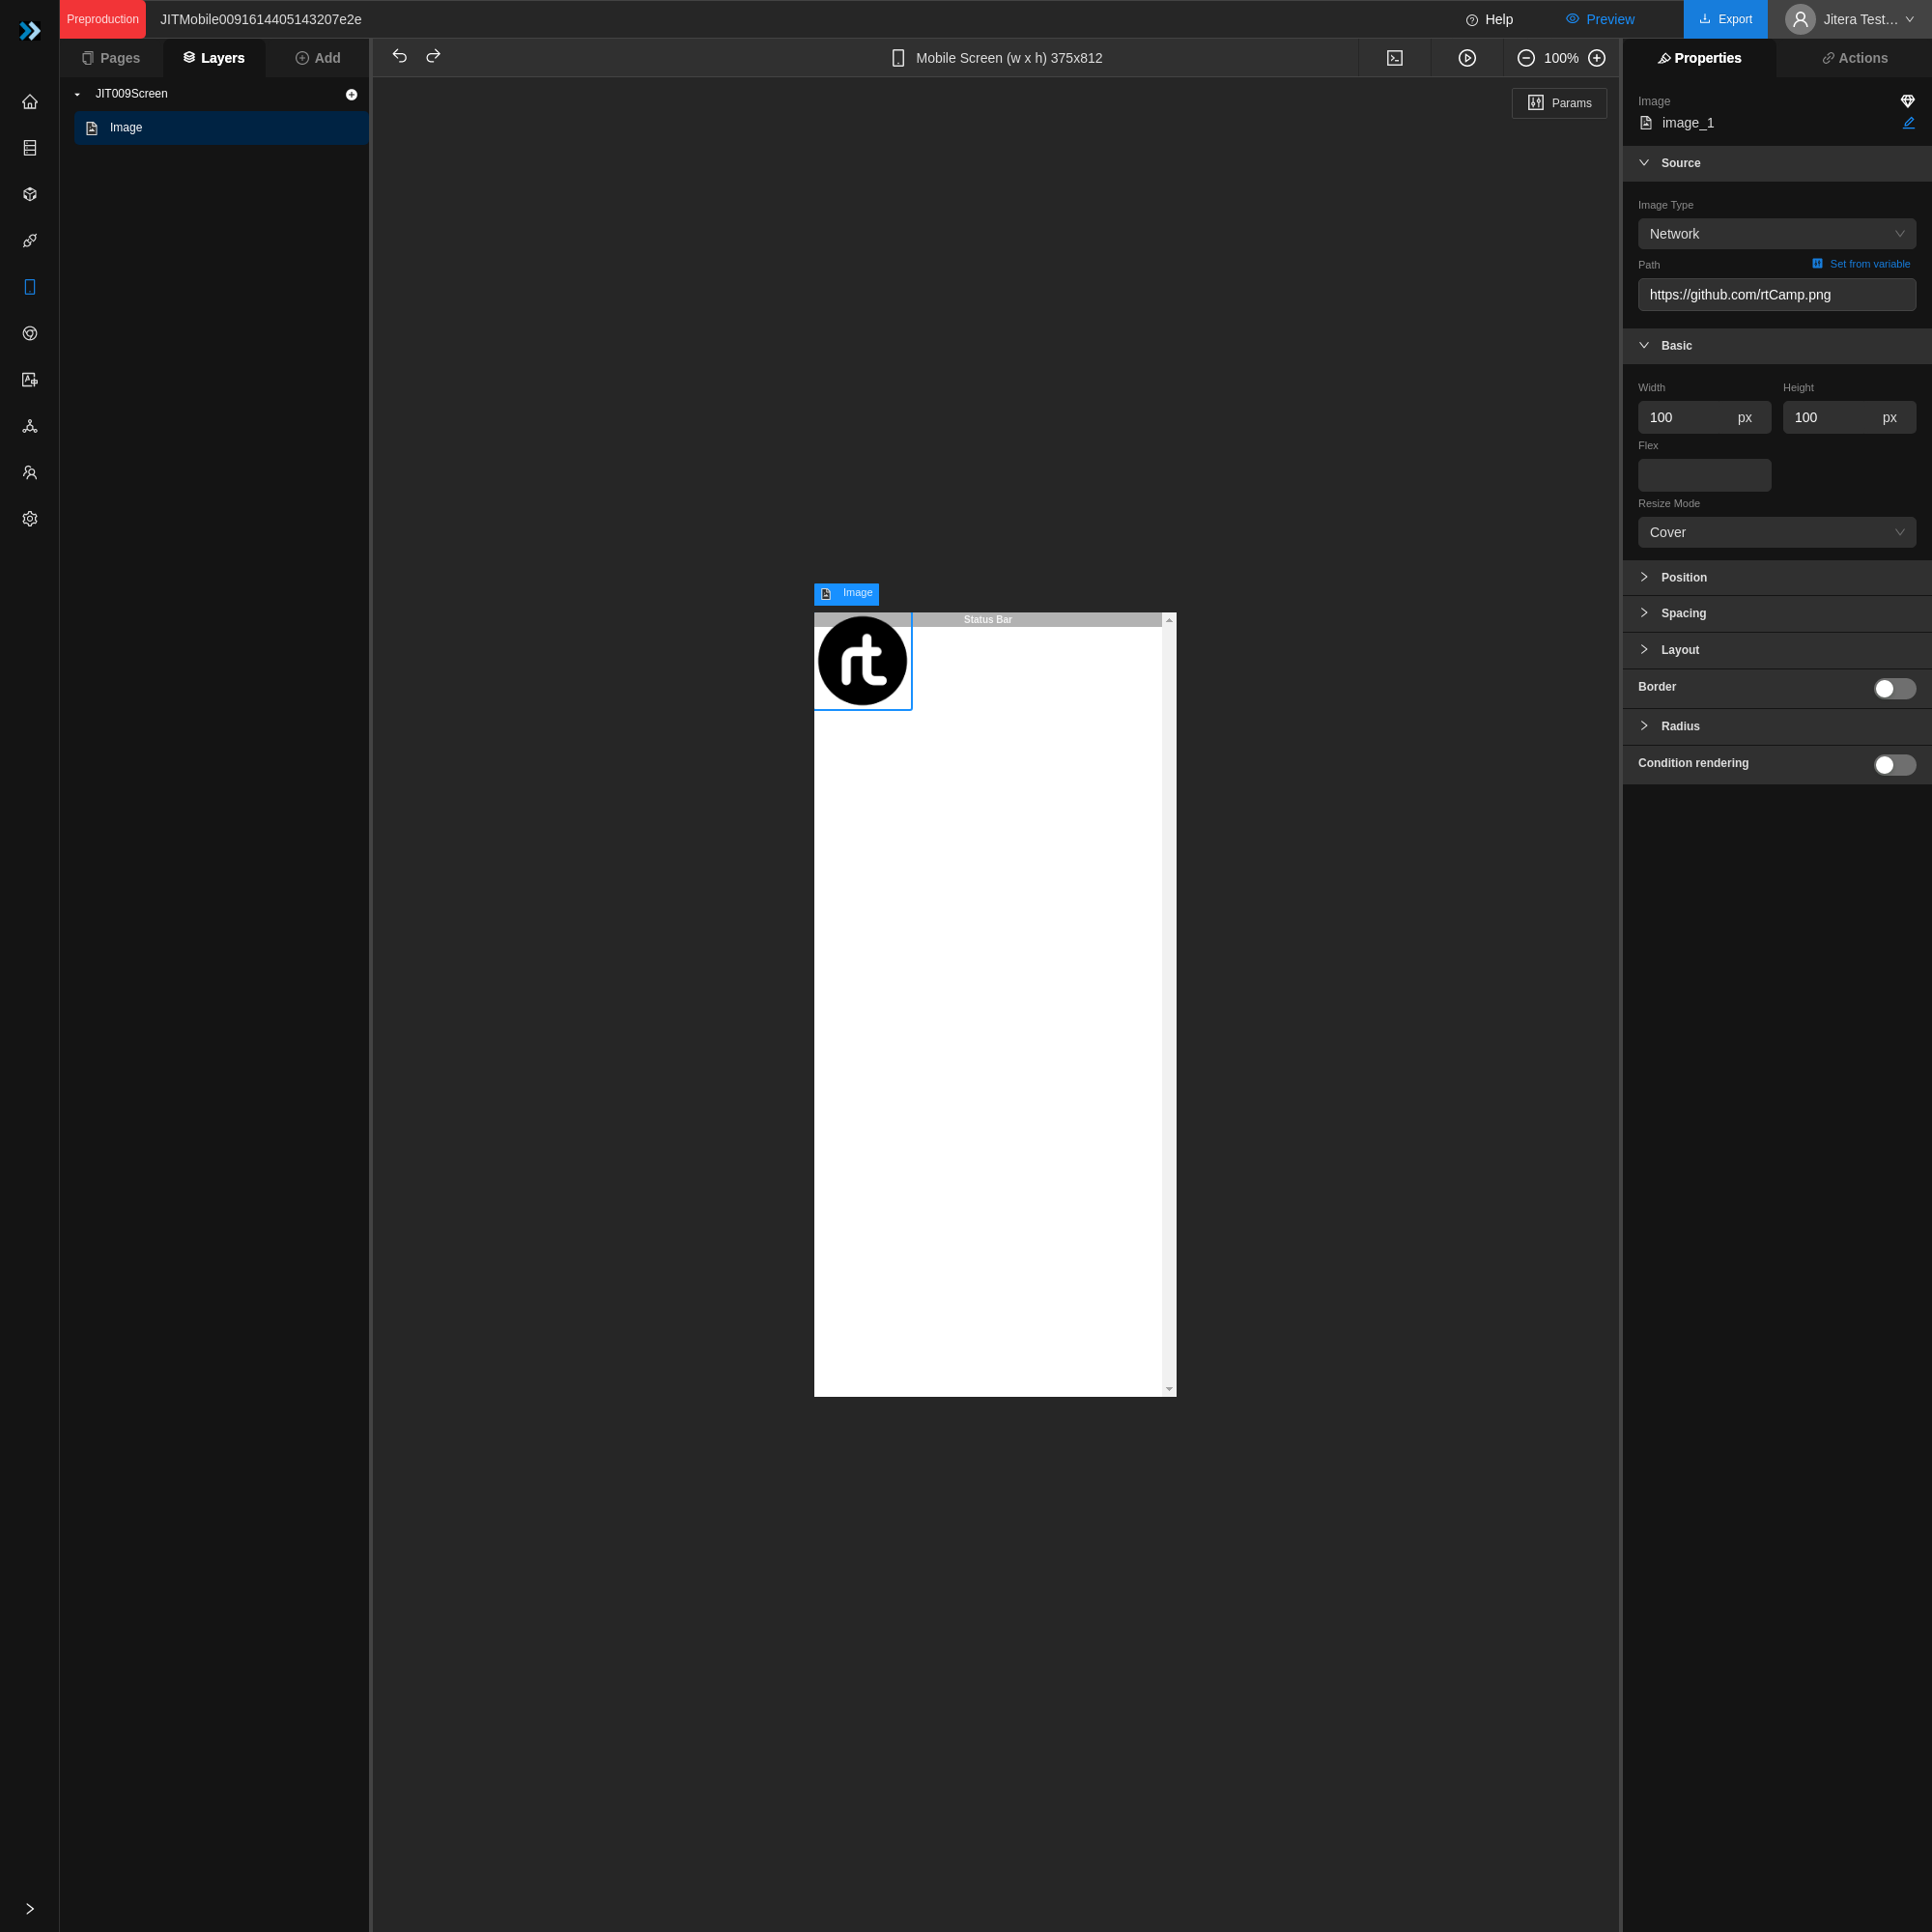 Preproduction
JITMobile0091614405143207e2e
Help
Preview
Export
Jitera Test...
Pages
Layers
Add
Mobile Screen (w x h) 375x812
100%
Properties
Actions
JIT009Screen
Image
Params
Image
image_1
Source
Image Type
Network
Path
Set from variable
https://github.com/rtCamp.png
Basic
Width
Height
100 px
100 px
Flex
Resize Mode
Cover
Position
Spacing
Layout
Border
Radius
Condition rendering
Image
Status Bar
rt